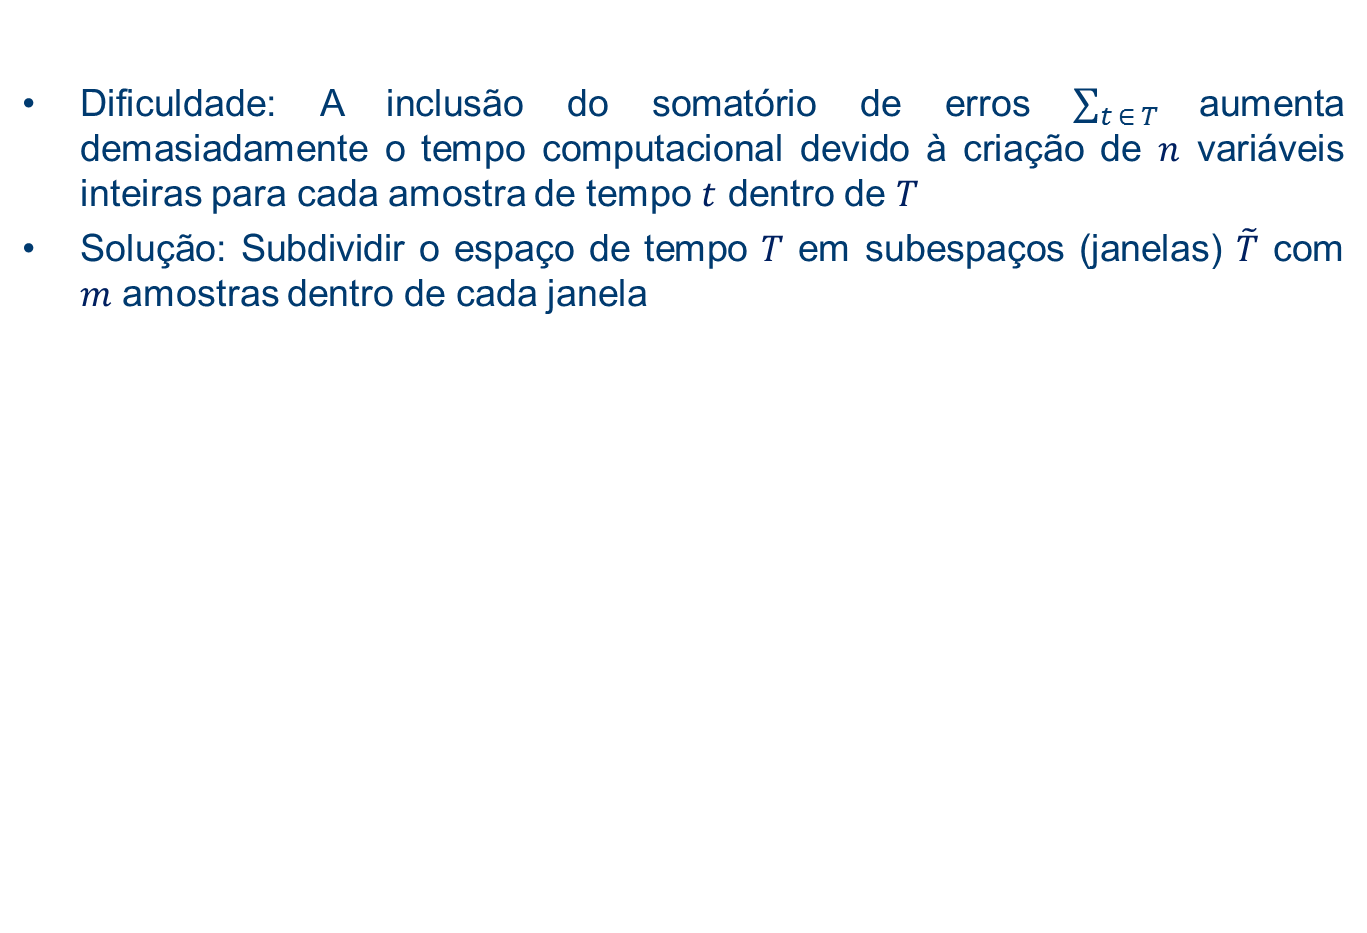 • Dificuldade: A inclusão do somatório de erros ∑ₜ ∈ T aumenta
demasiadamente o tempo computacional devido à criação de n variáveis
inteiras para cada amostra de tempo t dentro de T
• Solução: Subdividir o espaço de tempo T em subespaços (janelas) T̃ com
m amostras dentro de cada janela